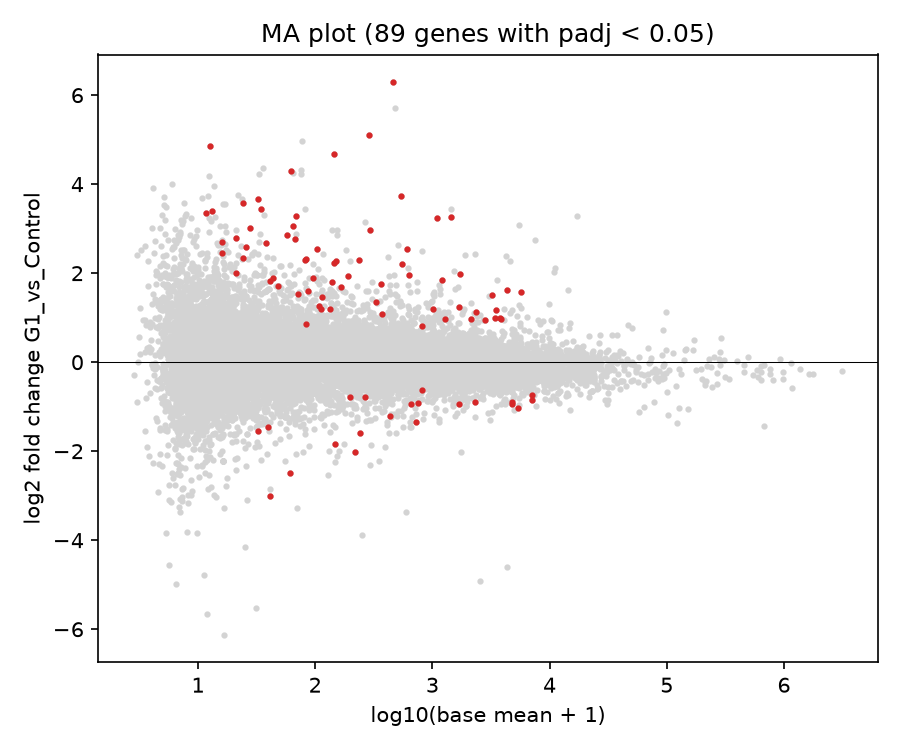 MA plot (89 genes with padj < 0.05)
log2 fold change G1_vs_Control
6
4
2
0
−2
−4
−6
1 2 3 4 5 6
log10(base mean + 1)